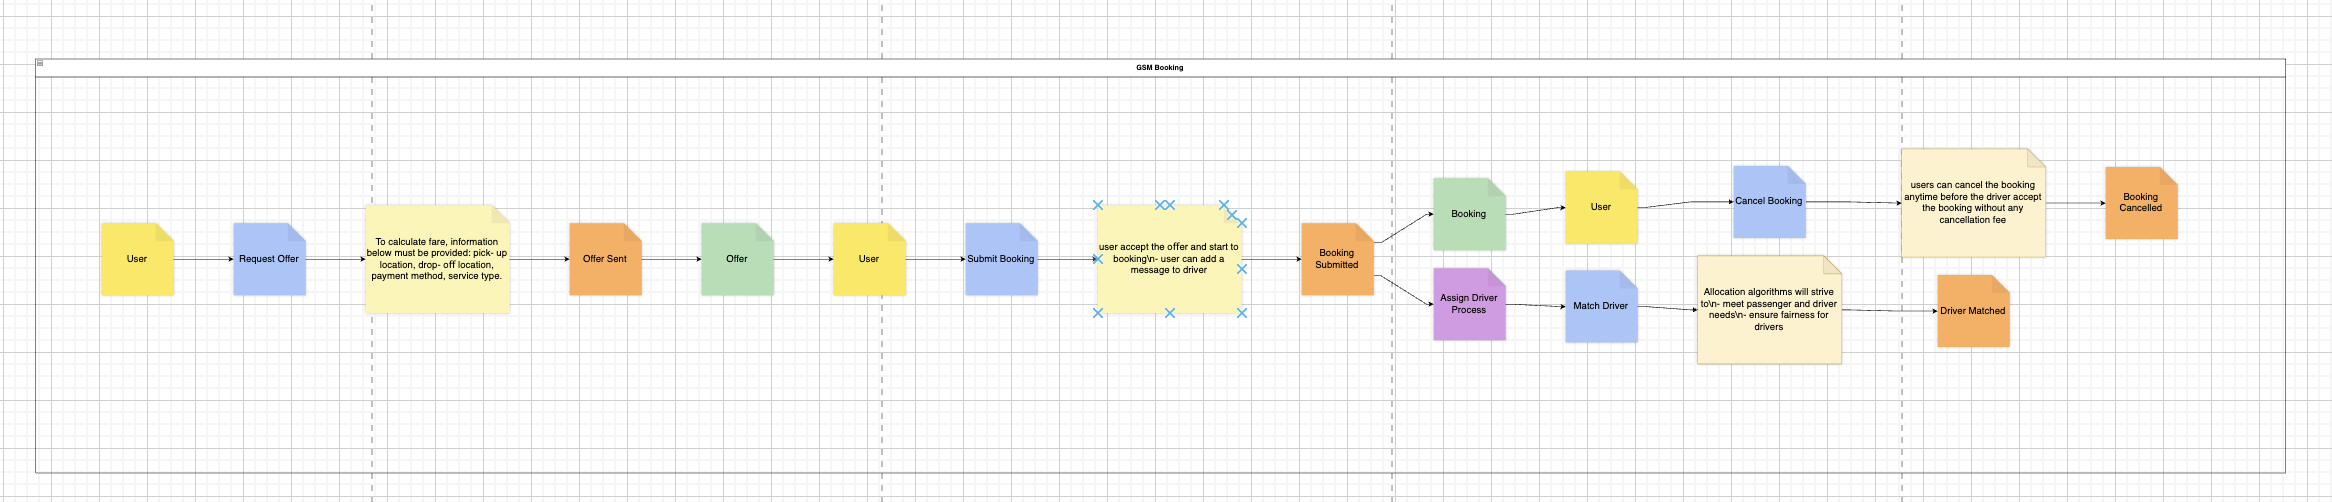 GSM Booking
User
Request Offer
To calculate fare, information
below must be provided: pick- up
location, drop- off location,
payment method, service type.
Offer Sent
Offer
User
Submit Booking
user accept the offer and start to
booking\n- user can add a
message to driver
Booking
Submitted
Booking
User
Cancel Booking
users can cancel the booking
anytime before the driver accept
the booking without any
cancellation fee
Booking
Cancelled
Assign Driver
Process
Match Driver
Allocation algorithms will strive
to\n- meet passenger and driver
needs\n- ensure fairness for
drivers
Driver Matched